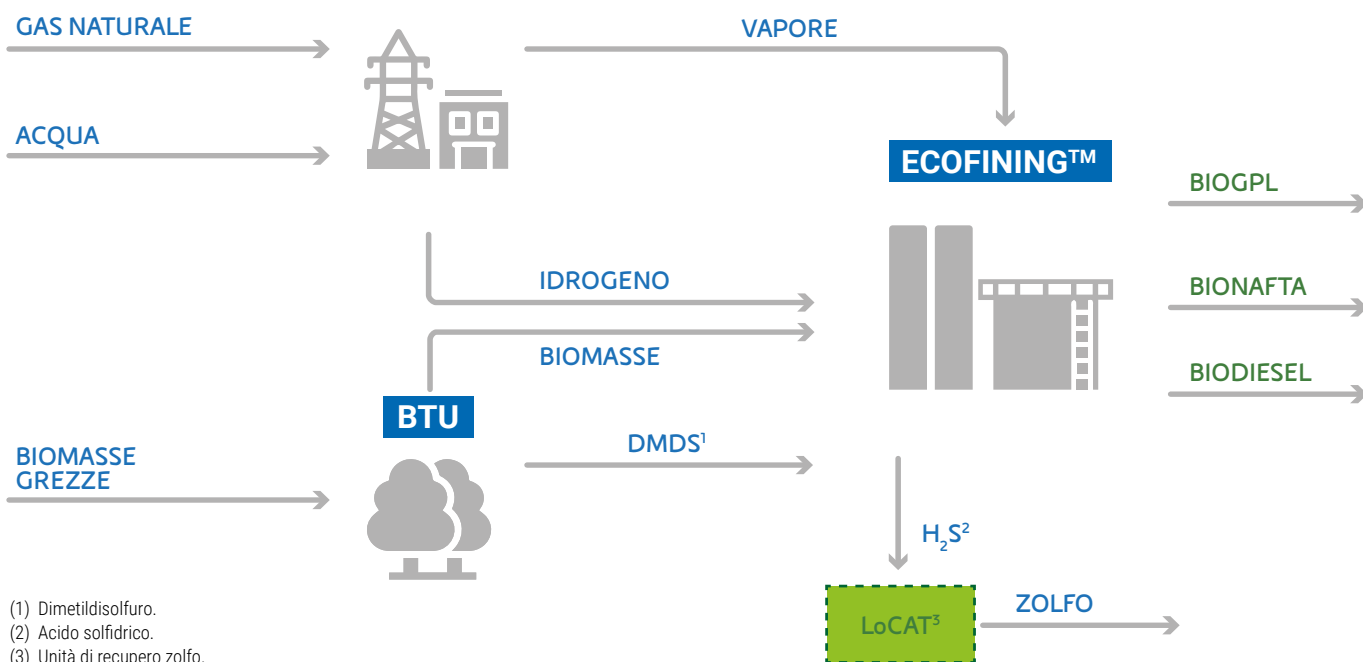 GAS NATURALE
VAPORE
ACQUA
ECOFINING™
BIOGPL
IDROGENO
BIONAFTA
BIOMASSE
BIODIESEL
BTU
DMDS¹
BIOMASSE
GREZZE
H₂S²
ZOLFO
LoCAT³
(1) Dimetildisolfuro.
(2) Acido solfidrico.
(3) Unità di recupero zolfo.